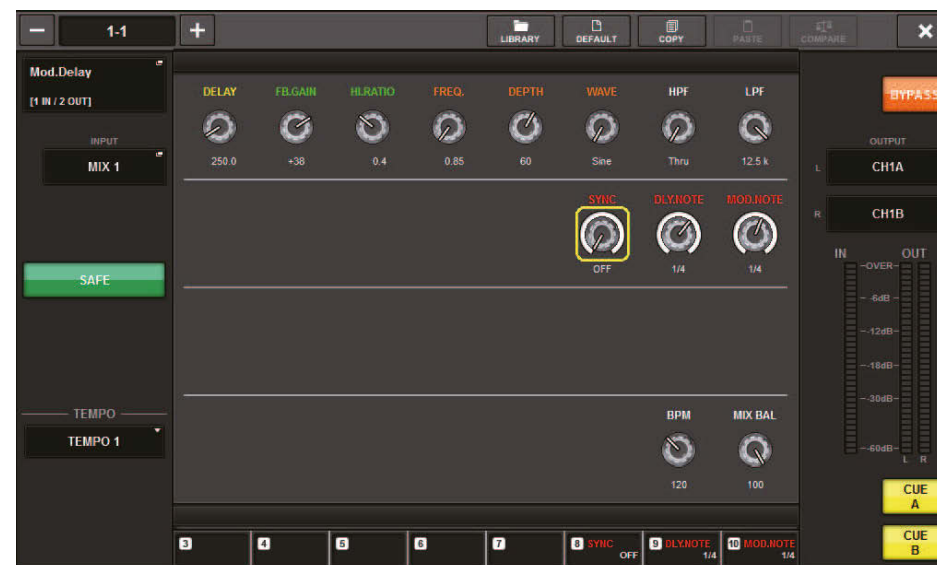 1-1
LIBRARY
DEFAULT
COPY
PASTE
COMPARE
Mod.Delay
[1 IN / 2 OUT]
INPUT
MIX 1
SAFE
TEMPO
TEMPO 1
DELAY FB.GAIN HI.RATIO FREQ. DEPTH WAVE HPF LPF
250.0 +38 0.4 0.85 60 Sine Thru 12.5 k
SYNC DLY.NOTE MOD.NOTE
OFF 1/4 1/4
BPM MIX BAL
120 100
BYPASS
OUTPUT
L CH1A
R CH1B
IN OUT
OVER
-6dB
-12dB
-18dB
-30dB
-60dB
L R
CUE
A
CUE
B
3 4 5 6 7 8 SYNC 9 DLY.NOTE 10 MOD.NOTE
OFF 1/4 1/4